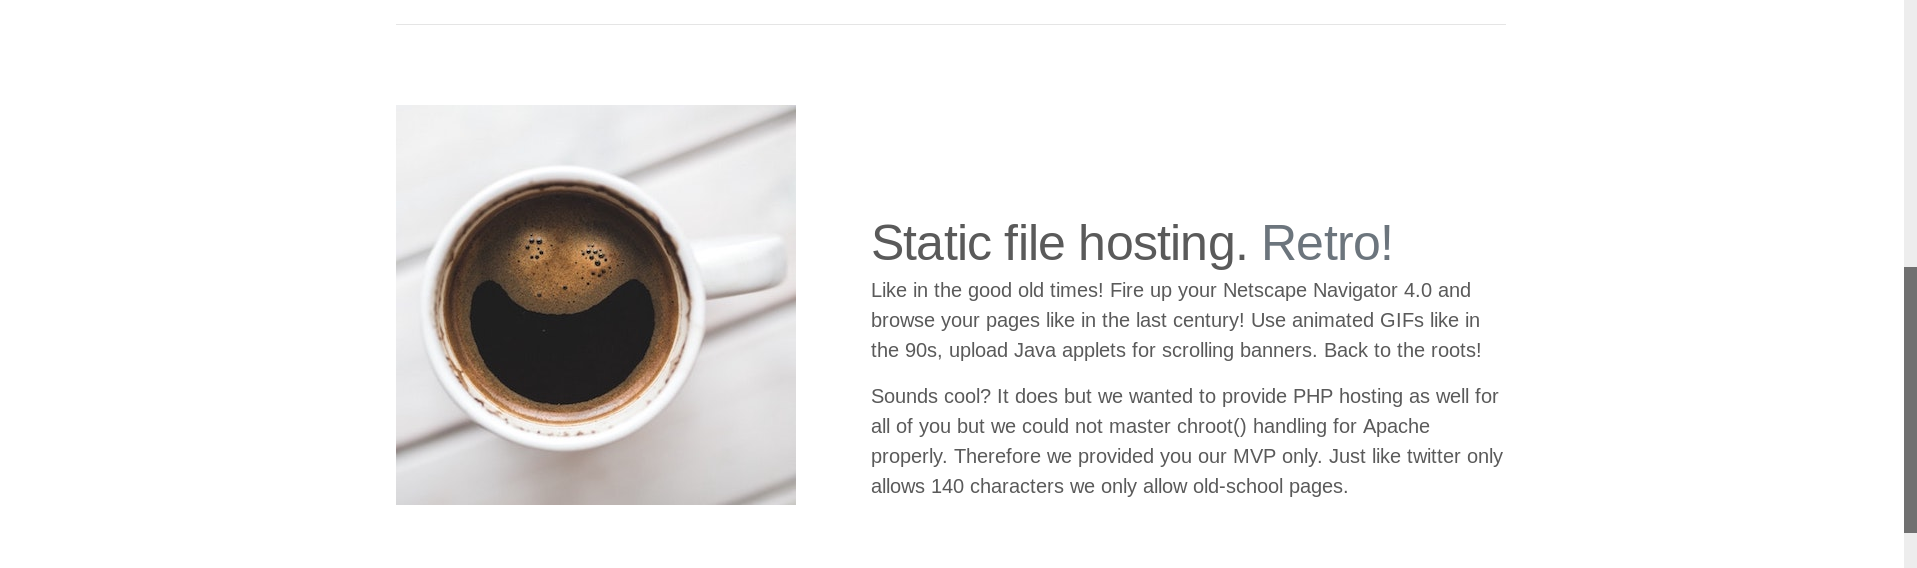 Static file hosting. Retro!
Like in the good old times! Fire up your Netscape Navigator 4.0 and
browse your pages like in the last century! Use animated GIFs like in
the 90s, upload Java applets for scrolling banners. Back to the roots!
Sounds cool? It does but we wanted to provide PHP hosting as well for
all of you but we could not master chroot() handling for Apache
properly. Therefore we provided you our MVP only. Just like twitter only
allows 140 characters we only allow old-school pages.